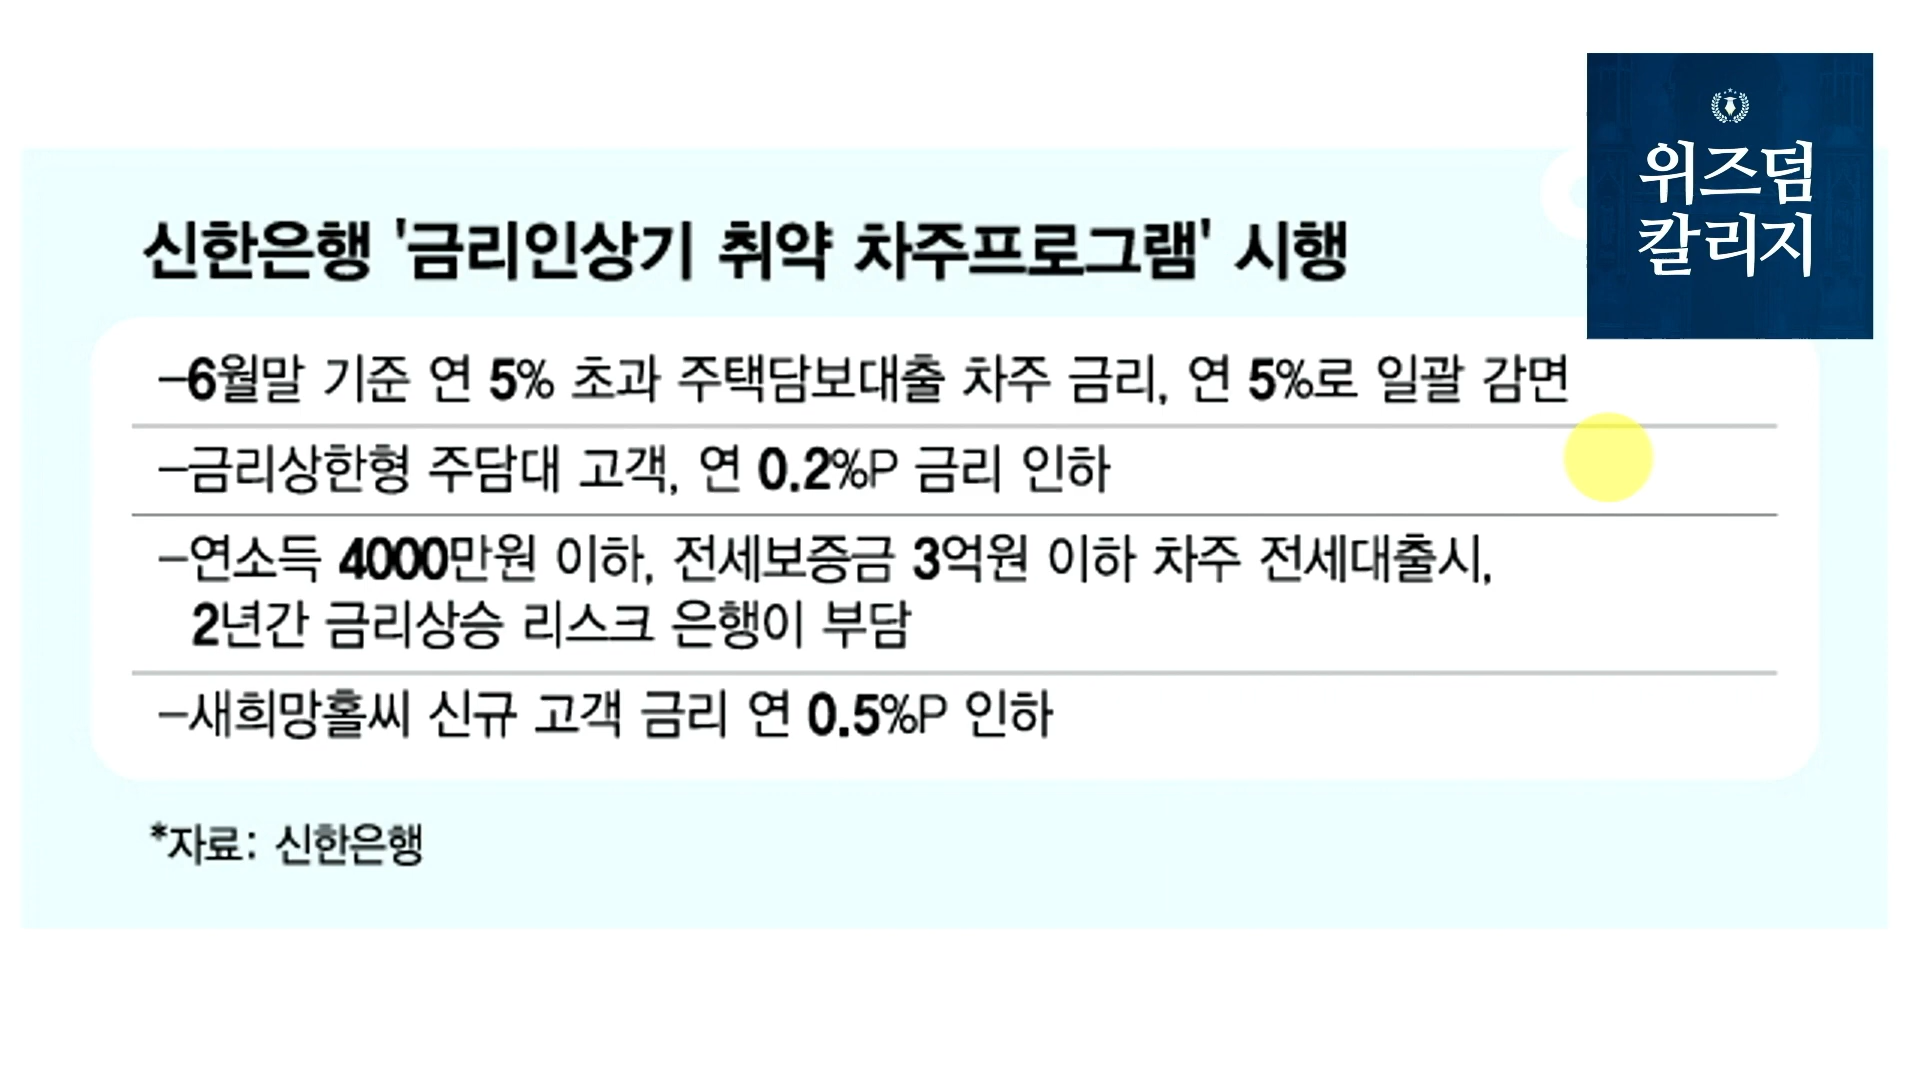 위즈덤
칼리지
신한은행 '금리인상기 취약 차주프로그램' 시행
–6월말 기준 연 5% 초과 주택담보대출 차주 금리, 연 5%로 일괄 감면
–금리상한형 주담대 고객, 연 0.2%P 금리 인하
–연소득 4000만원 이하, 전세보증금 3억원 이하 차주 전세대출시,
2년간 금리상승 리스크 은행이 부담
–새희망홀씨 신규 고객 금리 연 0.5%P 인하
*자료: 신한은행